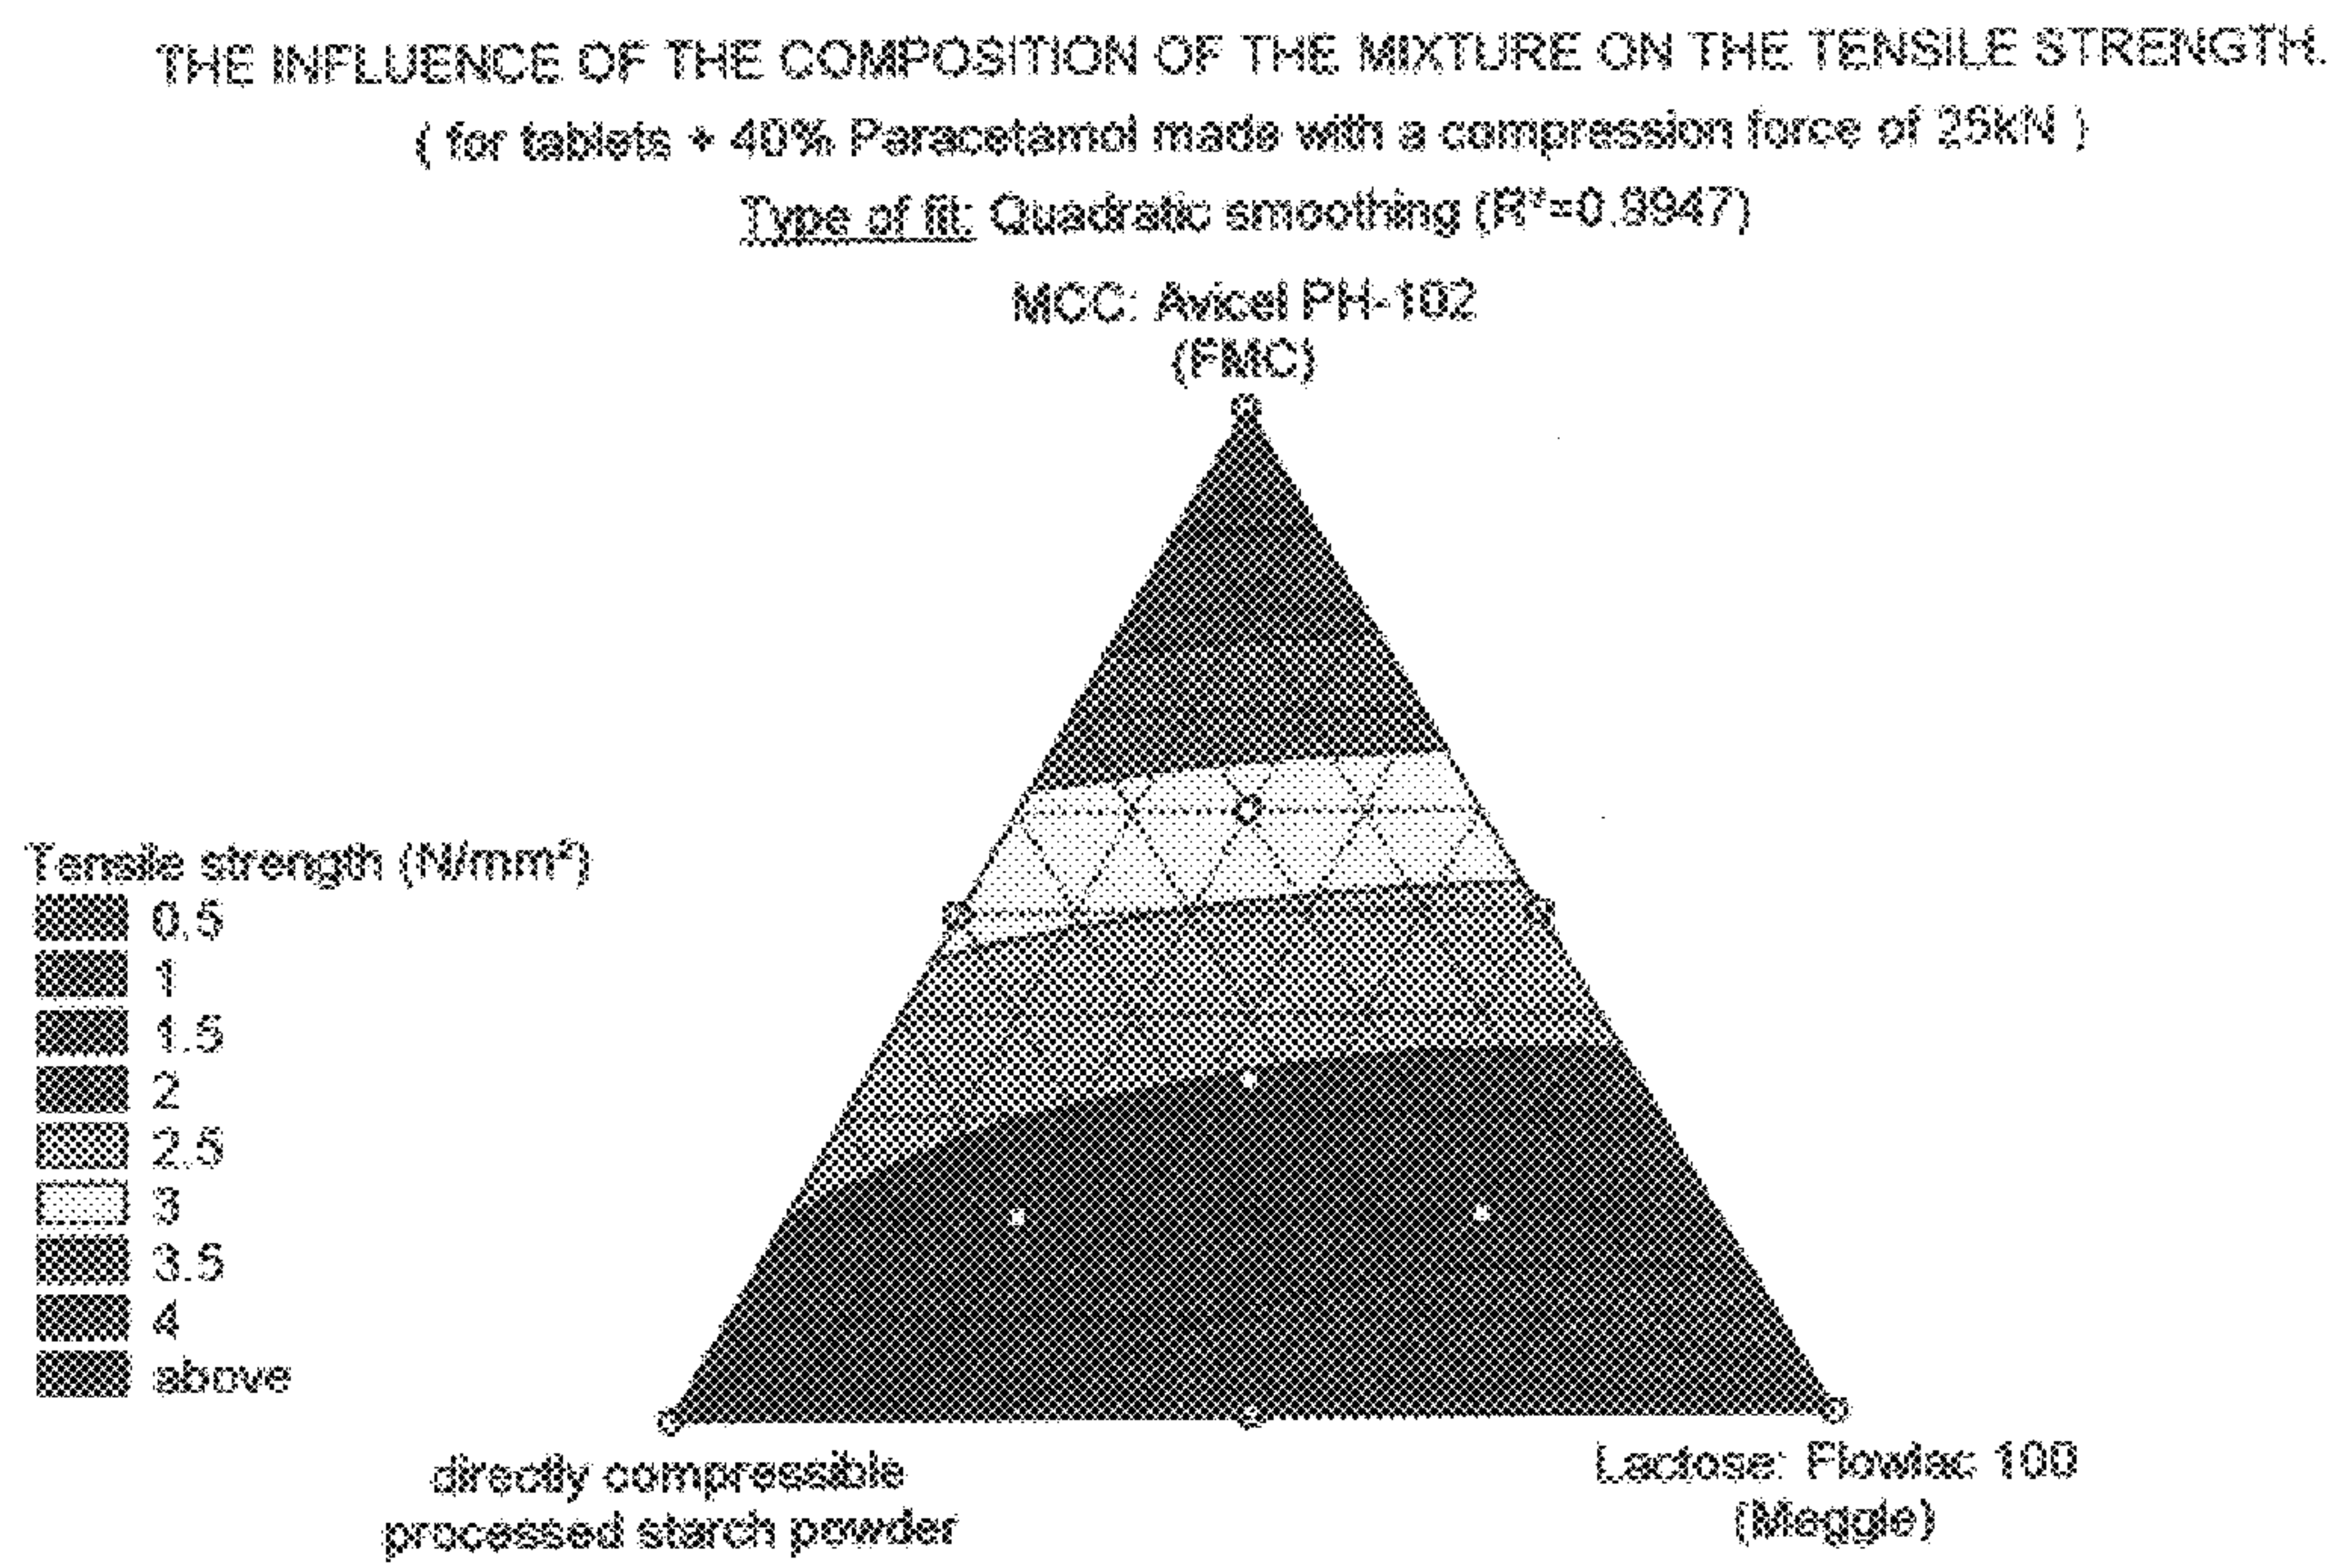 THE INFLUENCE OF THE COMPOSITION OF THE MIXTURE ON THE TENSILE STRENGTH.
( for tablets + 40% Paracetamol made with a compression force of 25kN )
Type of fit: Quadratic smoothing (R²=0.9947)
MCC: Avicel PH-102
(FMC)
Tensile strength (N/mm²)
0.5
1
1.5
2
2.5
3
3.5
4
above
directly compressible
processed starch powder
Lactose: Flowlac 100
(Meggle)